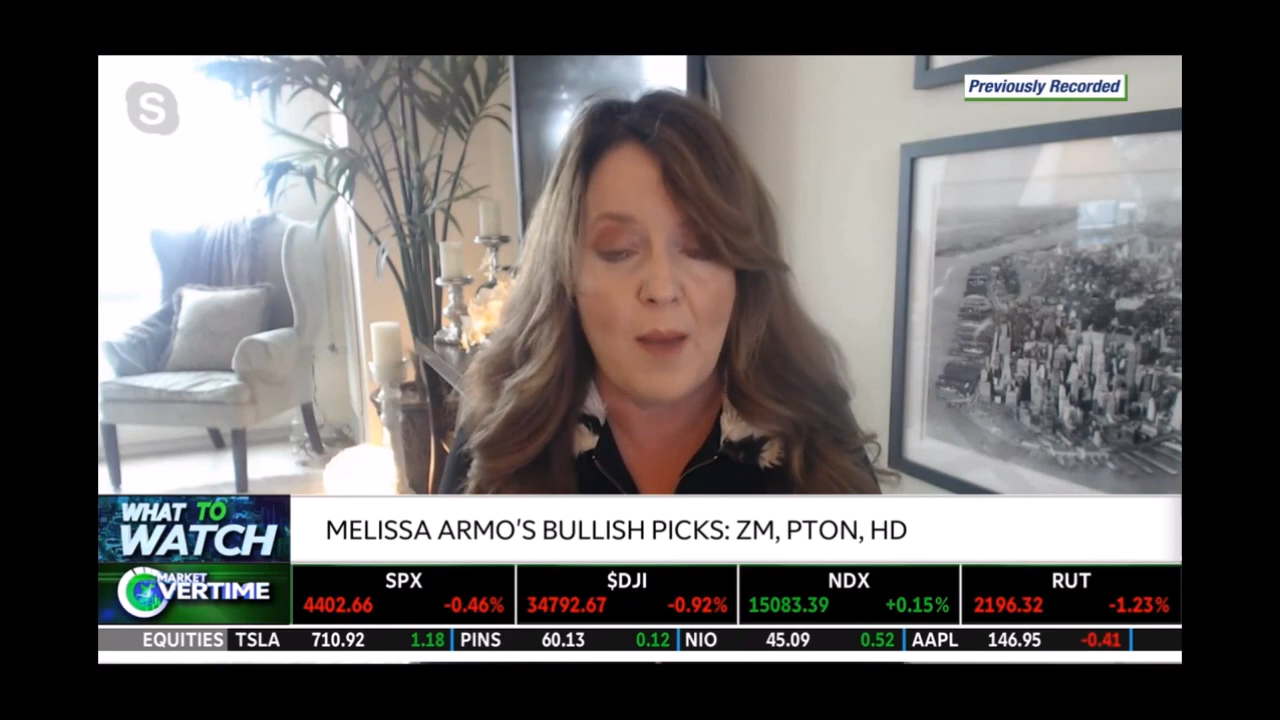 S
Previously Recorded
WHAT TO
WATCH
MELISSA ARMO'S BULLISH PICKS: ZM, PTON, HD
MARKET
OVERTIME
SPX
4402.66 -0.46%
$DJI
34792.67 -0.92%
NDX
15083.39 +0.15%
RUT
2196.32 -1.23%
EQUITIES TSLA 710.92 1.18 PINS 60.13 0.12 NIO 45.09 0.52 AAPL 146.95 -0.41